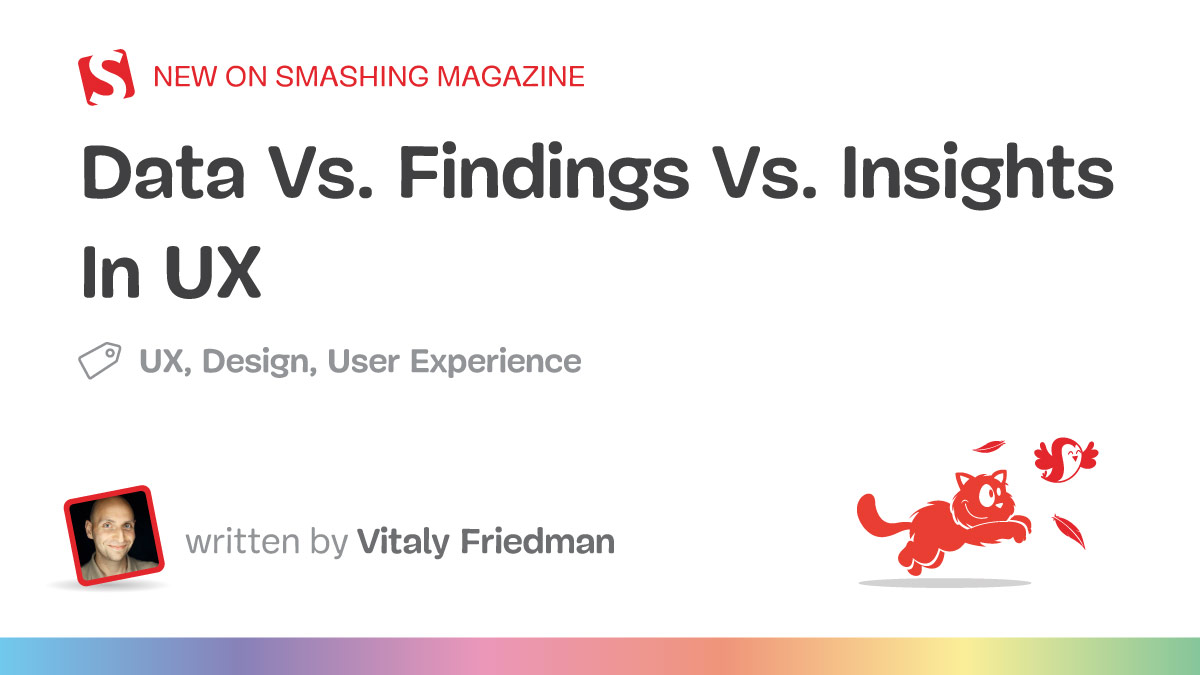 NEW ON SMASHING MAGAZINE
Data Vs. Findings Vs. Insights
In UX
UX, Design, User Experience
written by Vitaly Friedman